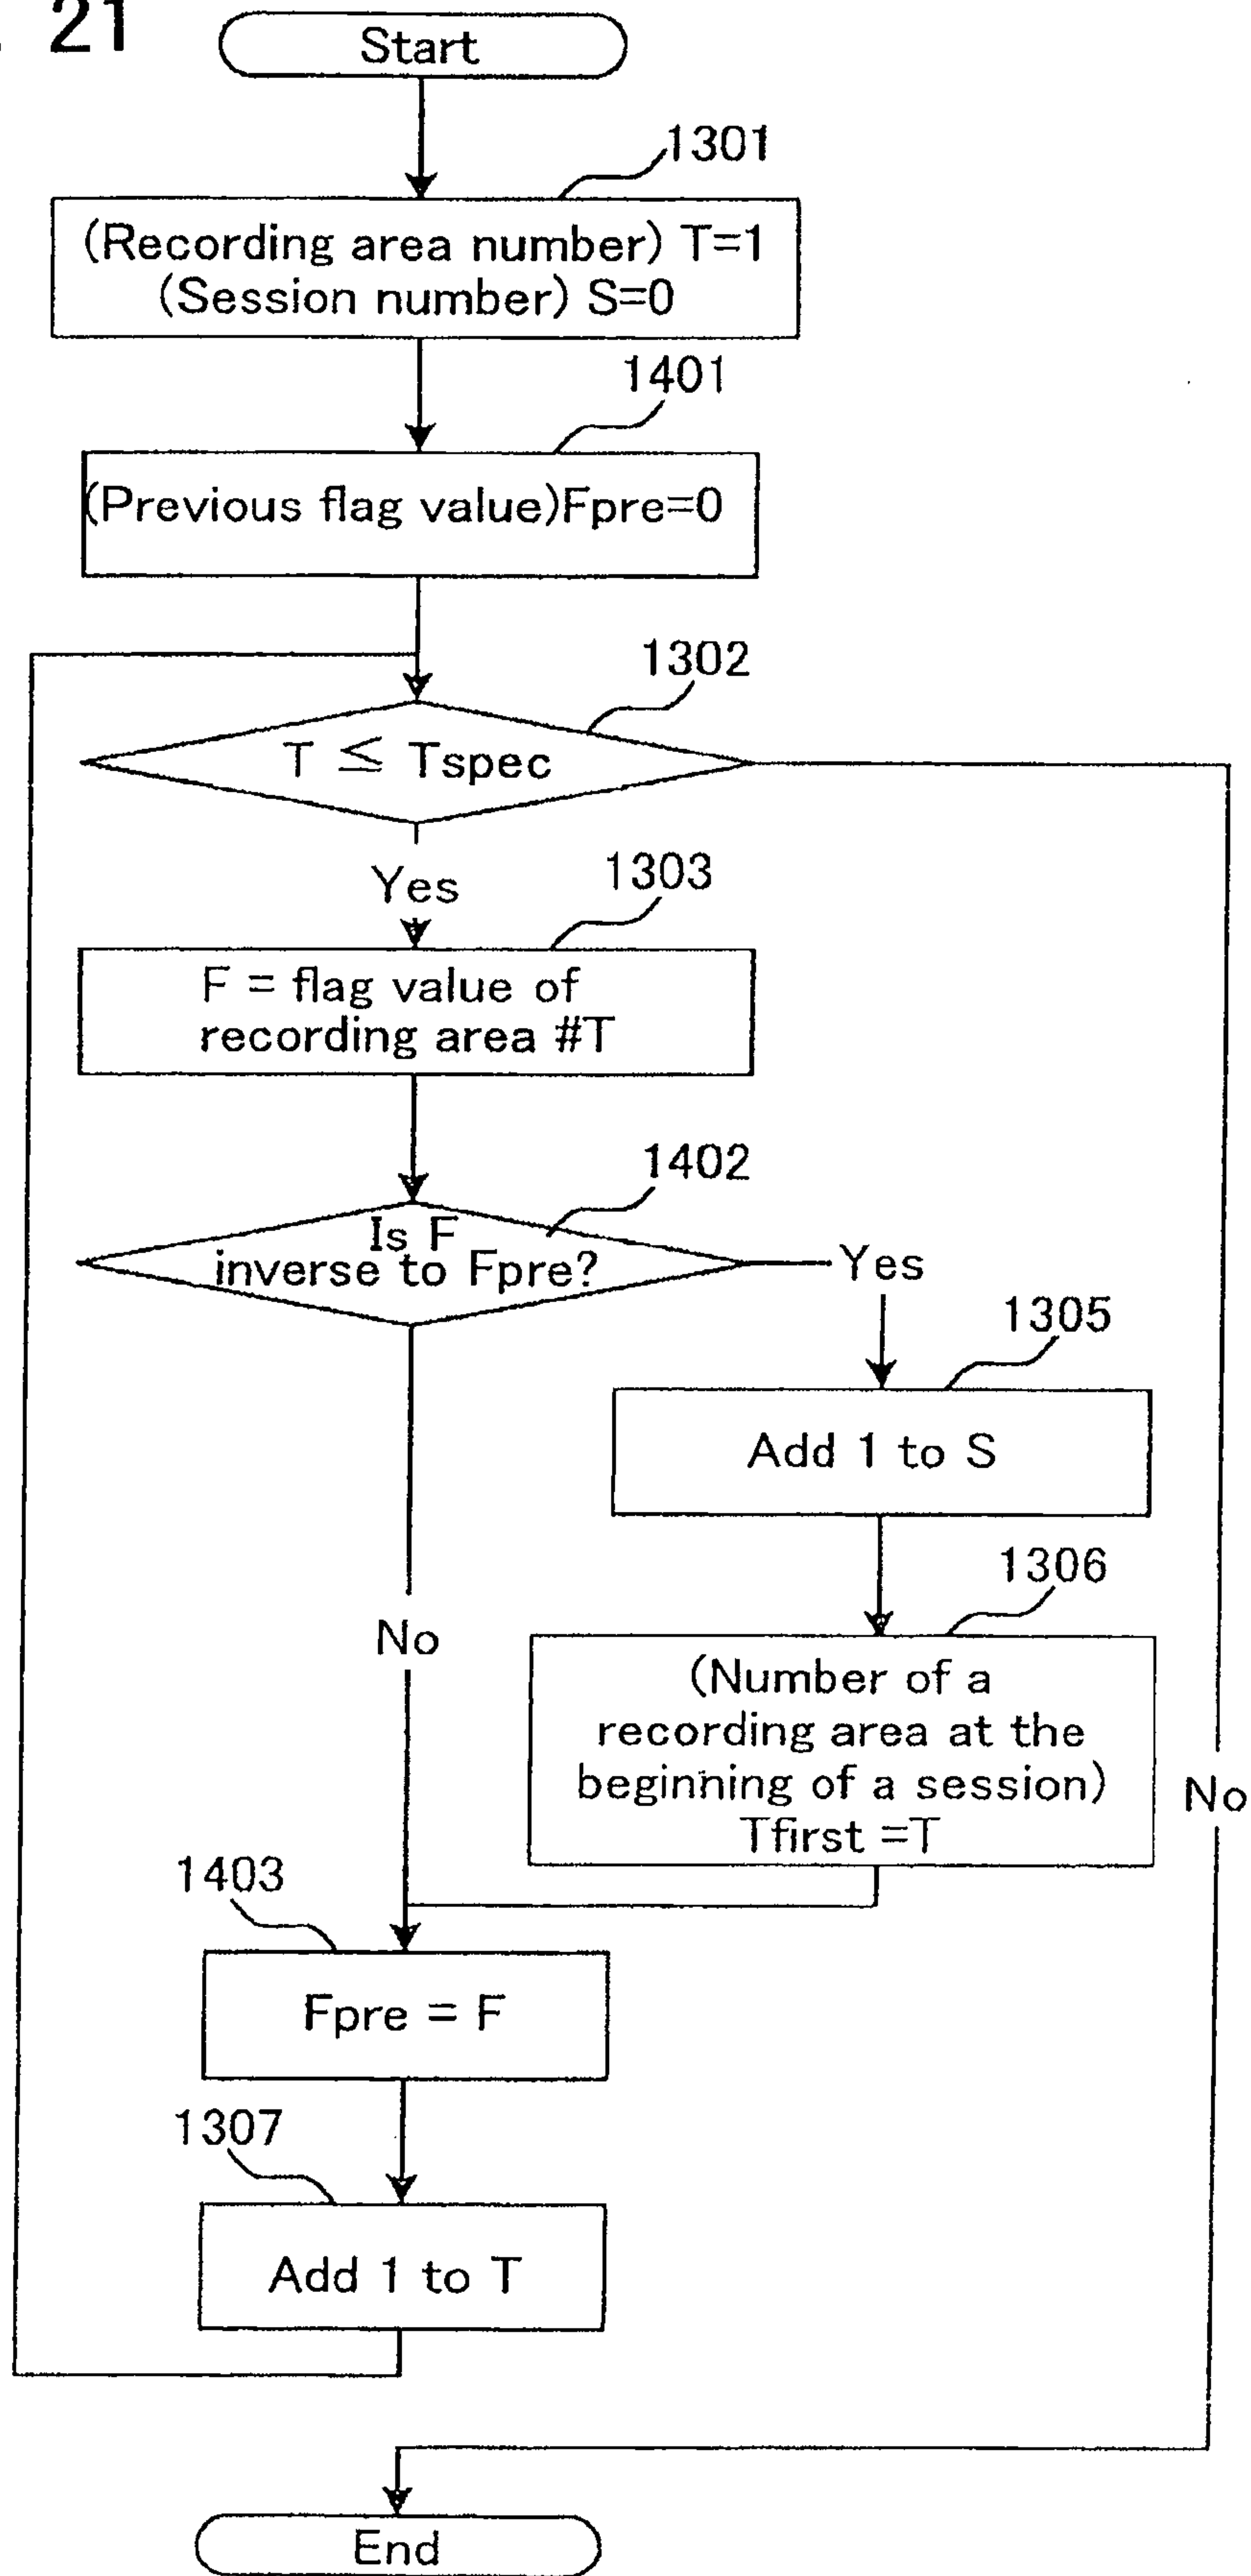 21
Start
1301
(Recording area number) T=1
(Session number) S=0
1401
(Previous flag value)Fpre=0
1302
T ≤ Tspec
Yes
1303
F = flag value of
recording area #T
1402
Is F
inverse to Fpre?
Yes
1305
Add 1 to S
1306
No
(Number of a
recording area at the
beginning of a session)
Tfirst =T
No
1403
Fpre = F
1307
Add 1 to T
End